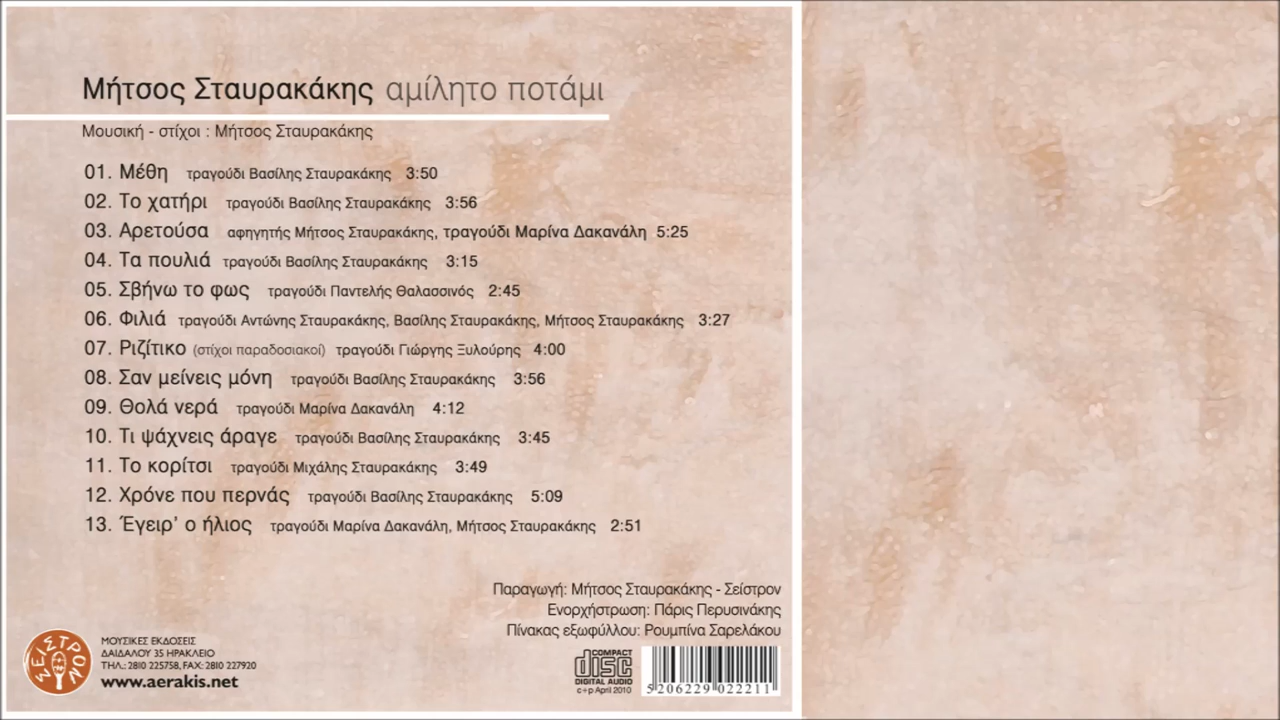 Μήτσος Σταυρακάκης αμίλητο ποτάμι
Μουσική - στίχοι : Μήτσος Σταυρακάκης
01. Μέθη τραγούδι Βασίλης Σταυρακάκης 3:50
02. Το χατήρι τραγούδι Βασίλης Σταυρακάκης 3:56
03. Αρετούσα αφηγητής Μήτσος Σταυρακάκης, τραγούδι Μαρίνα Δακανάλη 5:25
04. Τα πουλιά τραγούδι Βασίλης Σταυρακάκης 3:15
05. Σβήνω το φως τραγούδι Παντελής Θαλασσινός 2:45
06. Φιλιά τραγούδι Αντώνης Σταυρακάκης, Βασίλης Σταυρακάκης, Μήτσος Σταυρακάκης 3:27
07. Ριζίτικο (στίχοι παραδοσιακοί) τραγούδι Γιώργης Ξυλούρης 4:00
08. Σαν μείνεις μόνη τραγούδι Βασίλης Σταυρακάκης 3:56
09. Θολά νερά τραγούδι Μαρίνα Δακανάλη 4:12
10. Τι ψάχνεις άραγε τραγούδι Βασίλης Σταυρακάκης 3:45
11. Το κορίτσι τραγούδι Μιχάλης Σταυρακάκης 3:49
12. Χρόνε που περνάς τραγούδι Βασίλης Σταυρακάκης 5:09
13. Έγειρ' ο ήλιος τραγούδι Μαρίνα Δακανάλη, Μήτσος Σταυρακάκης 2:51
Παραγωγή: Μήτσος Σταυρακάκης - Σείστρον
Ενορχήστρωση: Πάρις Περυσινάκης
Πίνακας εξωφύλλου: Ρουμπίνα Σαρελάκου
ΣΕΙΣΤΡΟΝ
ΜΟΥΣΙΚΕΣ ΕΚΔΟΣΕΙΣ
ΔΑΙΔΑΛΟΥ 35 ΗΡΑΚΛΕΙΟ
ΤΗΛ.: 2810 225758, FAX: 2810 227920
www.aerakis.net
COMPACT
disc
DIGITAL AUDIO
c+p April 2010
5 206229 022211